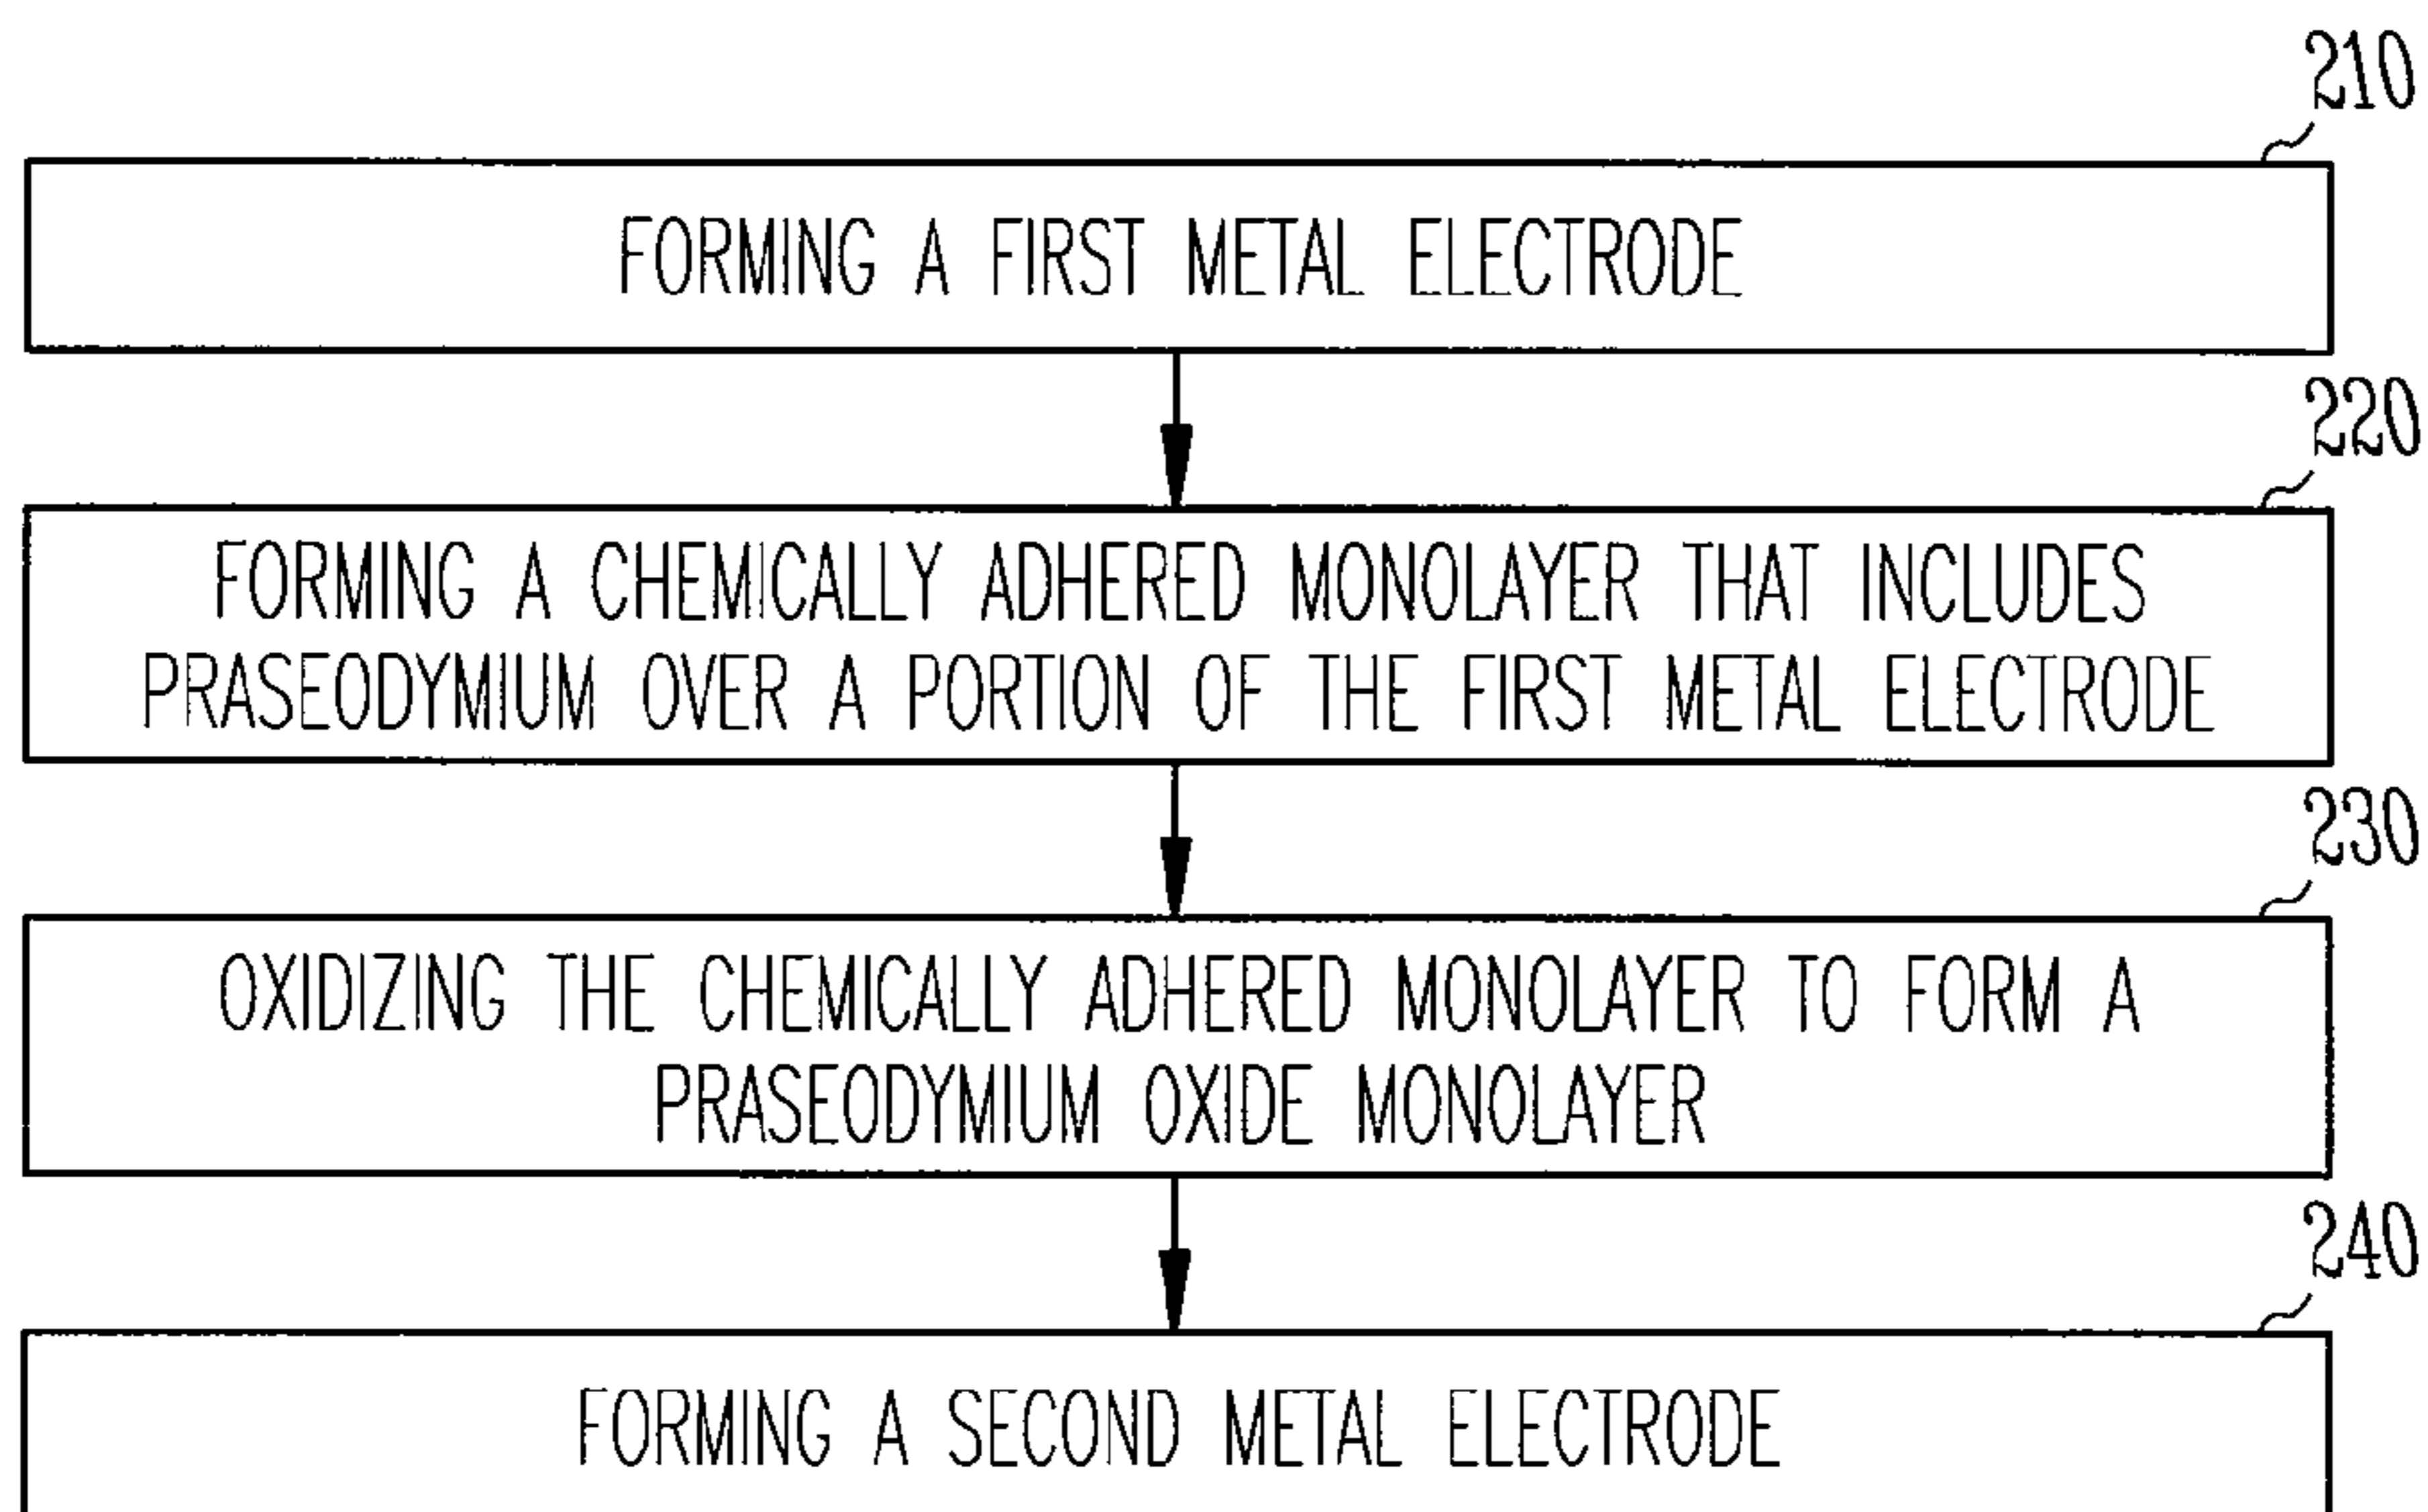 210
FORMING A FIRST METAL ELECTRODE
220
FORMING A CHEMICALLY ADHERED MONOLAYER THAT INCLUDES
PRASEODYMIUM OVER A PORTION OF THE FIRST METAL ELECTRODE
230
OXIDIZING THE CHEMICALLY ADHERED MONOLAYER TO FORM A
PRASEODYMIUM OXIDE MONOLAYER
240
FORMING A SECOND METAL ELECTRODE